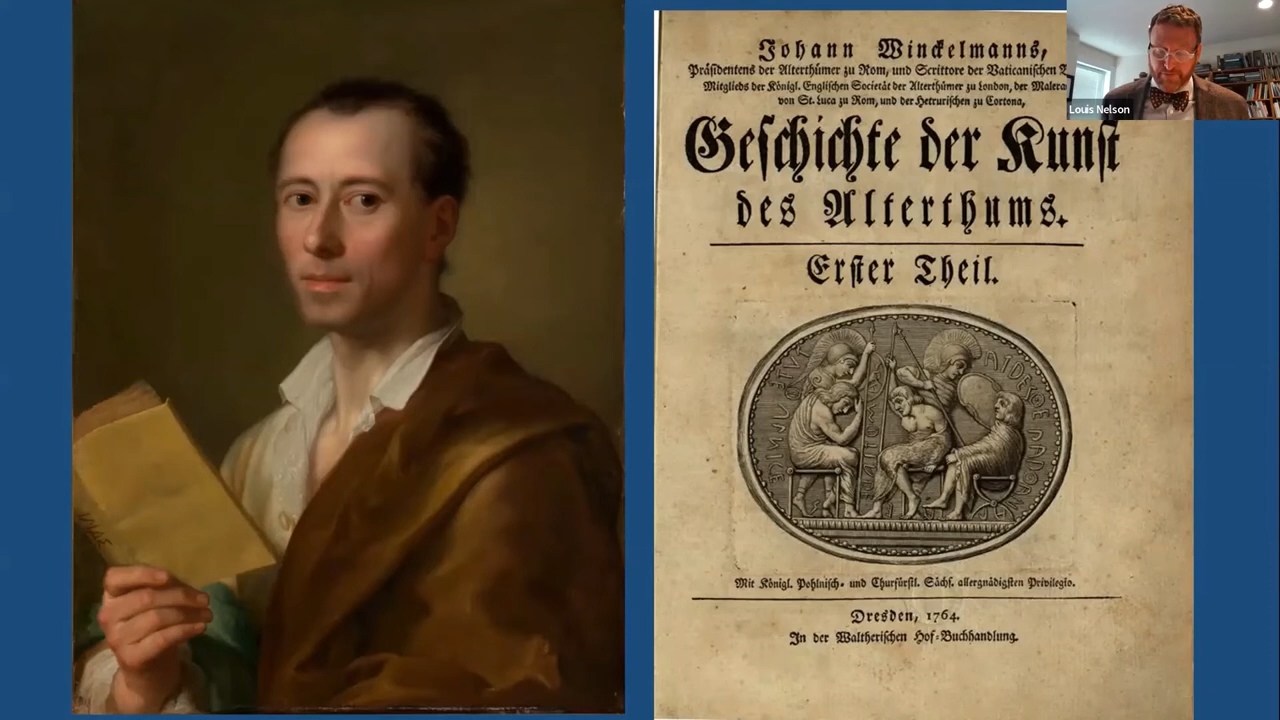 Johann Winckelmanns,
Präsidentens der Alterthümer zu Rom, und Scrittore der Vaticanischen
Mitglieds der Königl. Englischen Societät der Alterthümer zu London, der
von St. Luca zu Rom, und der Hetrurischen zu Cortona,
Geschichte der Kunst
des Alterthums.
Erster Theil.
Mit Königl. Pohlnisch- und Churfürstl. Sächs. allergnädigsten Privilegio.
Dresden, 1764.
In der Waltherischen Hof-Buchhandlung.
Louis Nelson